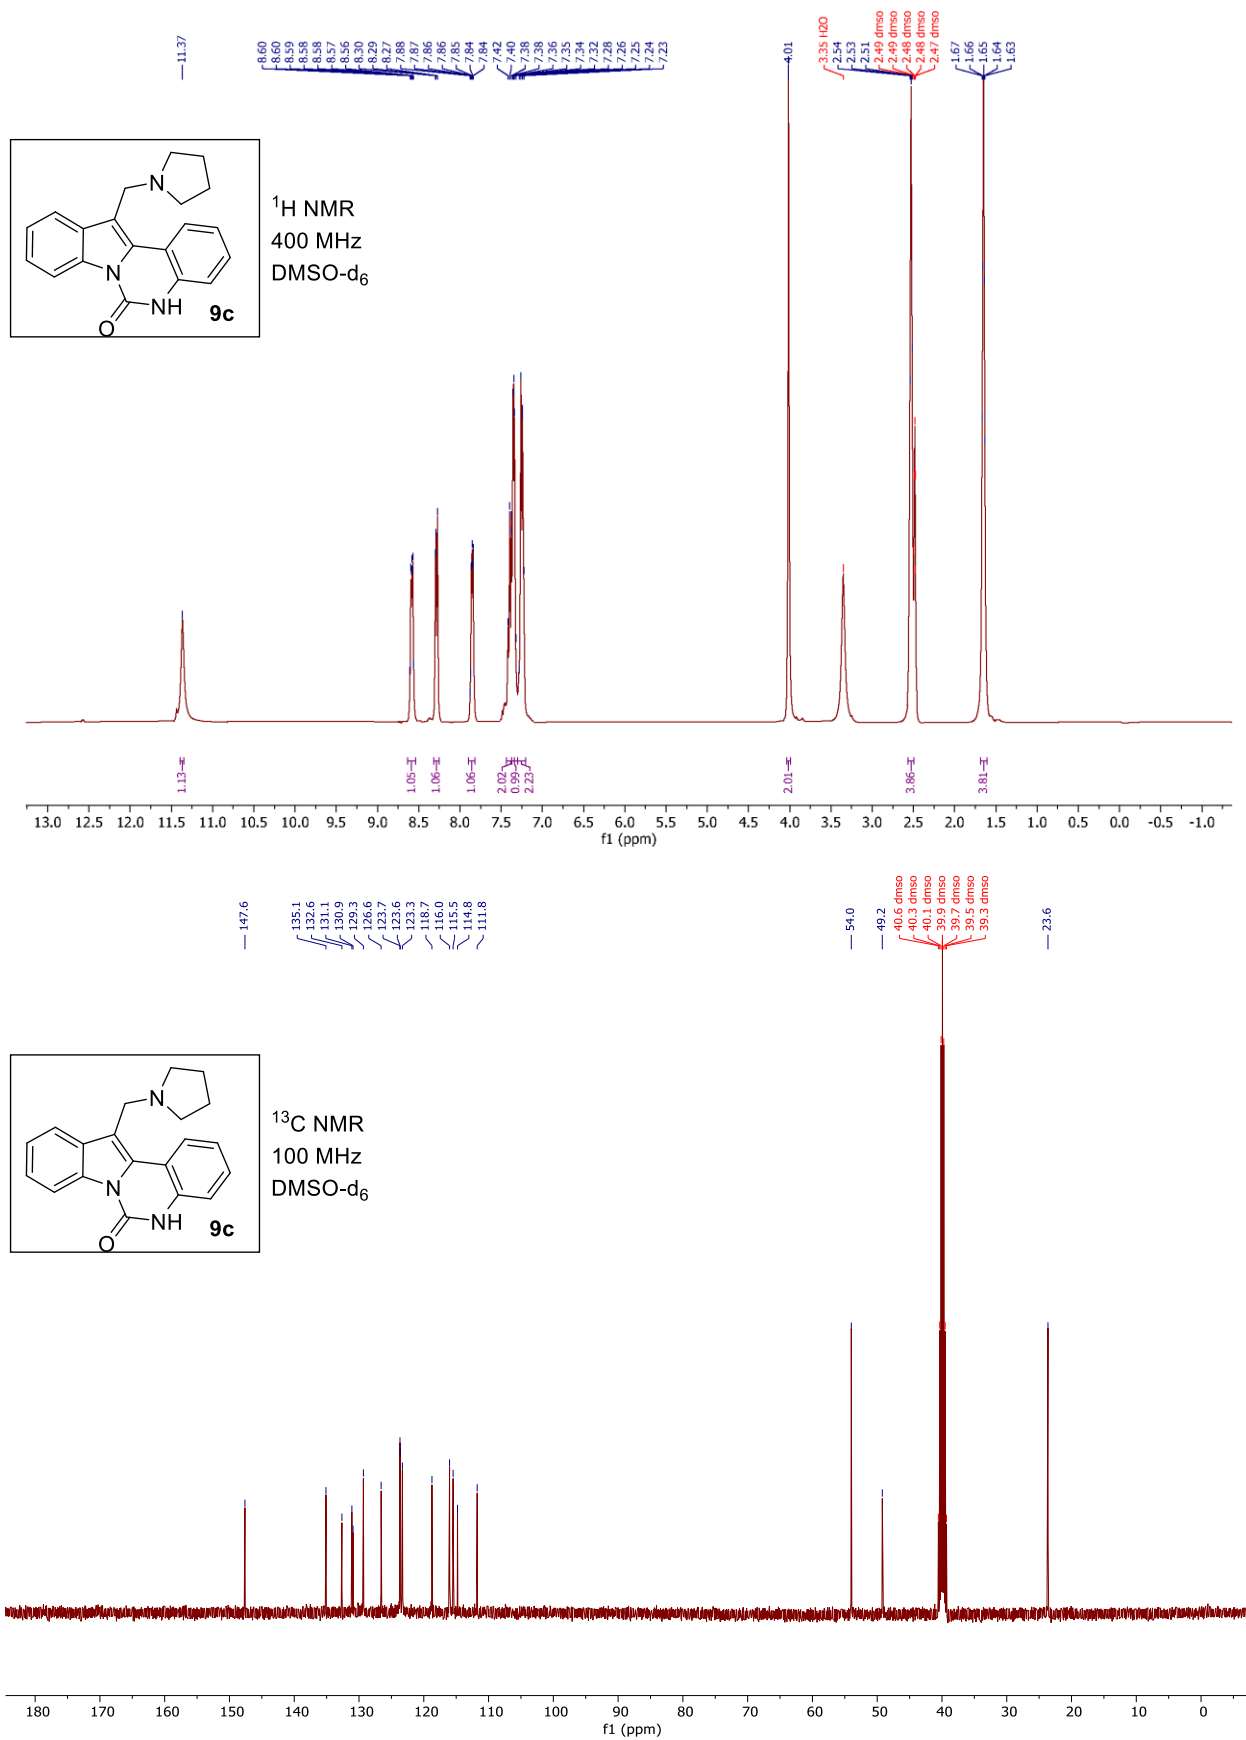 11.37
8.60
8.60
8.59
8.58
8.58
8.57
8.56
8.30
8.29
8.27
7.88
7.87
7.86
7.86
7.85
7.84
7.84
7.42
7.40
7.38
7.38
7.36
7.35
7.34
7.32
7.28
7.26
7.25
7.24
7.23
4.01
3.35 H2O
2.54
2.53
2.51
2.49 dmso
2.49 dmso
2.48 dmso
2.48 dmso
2.47 dmso
1.67
1.66
1.65
1.64
1.63
N
N
NH
O
9c
¹H NMR
400 MHz
DMSO-d₆
1.13
1.05
1.06
1.06
2.02
0.99
2.23
2.01
3.86
3.81
13.0 12.5 12.0 11.5 11.0 10.5 10.0 9.5 9.0 8.5 8.0 7.5 7.0 6.5 6.0 5.5 5.0 4.5 4.0 3.5 3.0 2.5 2.0 1.5 1.0 0.5 0.0 -0.5 -1.0
f1 (ppm)
147.6
135.1
132.6
131.1
130.9
129.3
126.6
123.7
123.6
123.3
118.7
116.0
115.5
114.8
111.8
54.0
49.2
40.6 dmso
40.3 dmso
40.1 dmso
39.9 dmso
39.7 dmso
39.5 dmso
39.3 dmso
23.6
N
N
NH
O
9c
¹³C NMR
100 MHz
DMSO-d₆
180 170 160 150 140 130 120 110 100 90 80 70 60 50 40 30 20 10 0
f1 (ppm)